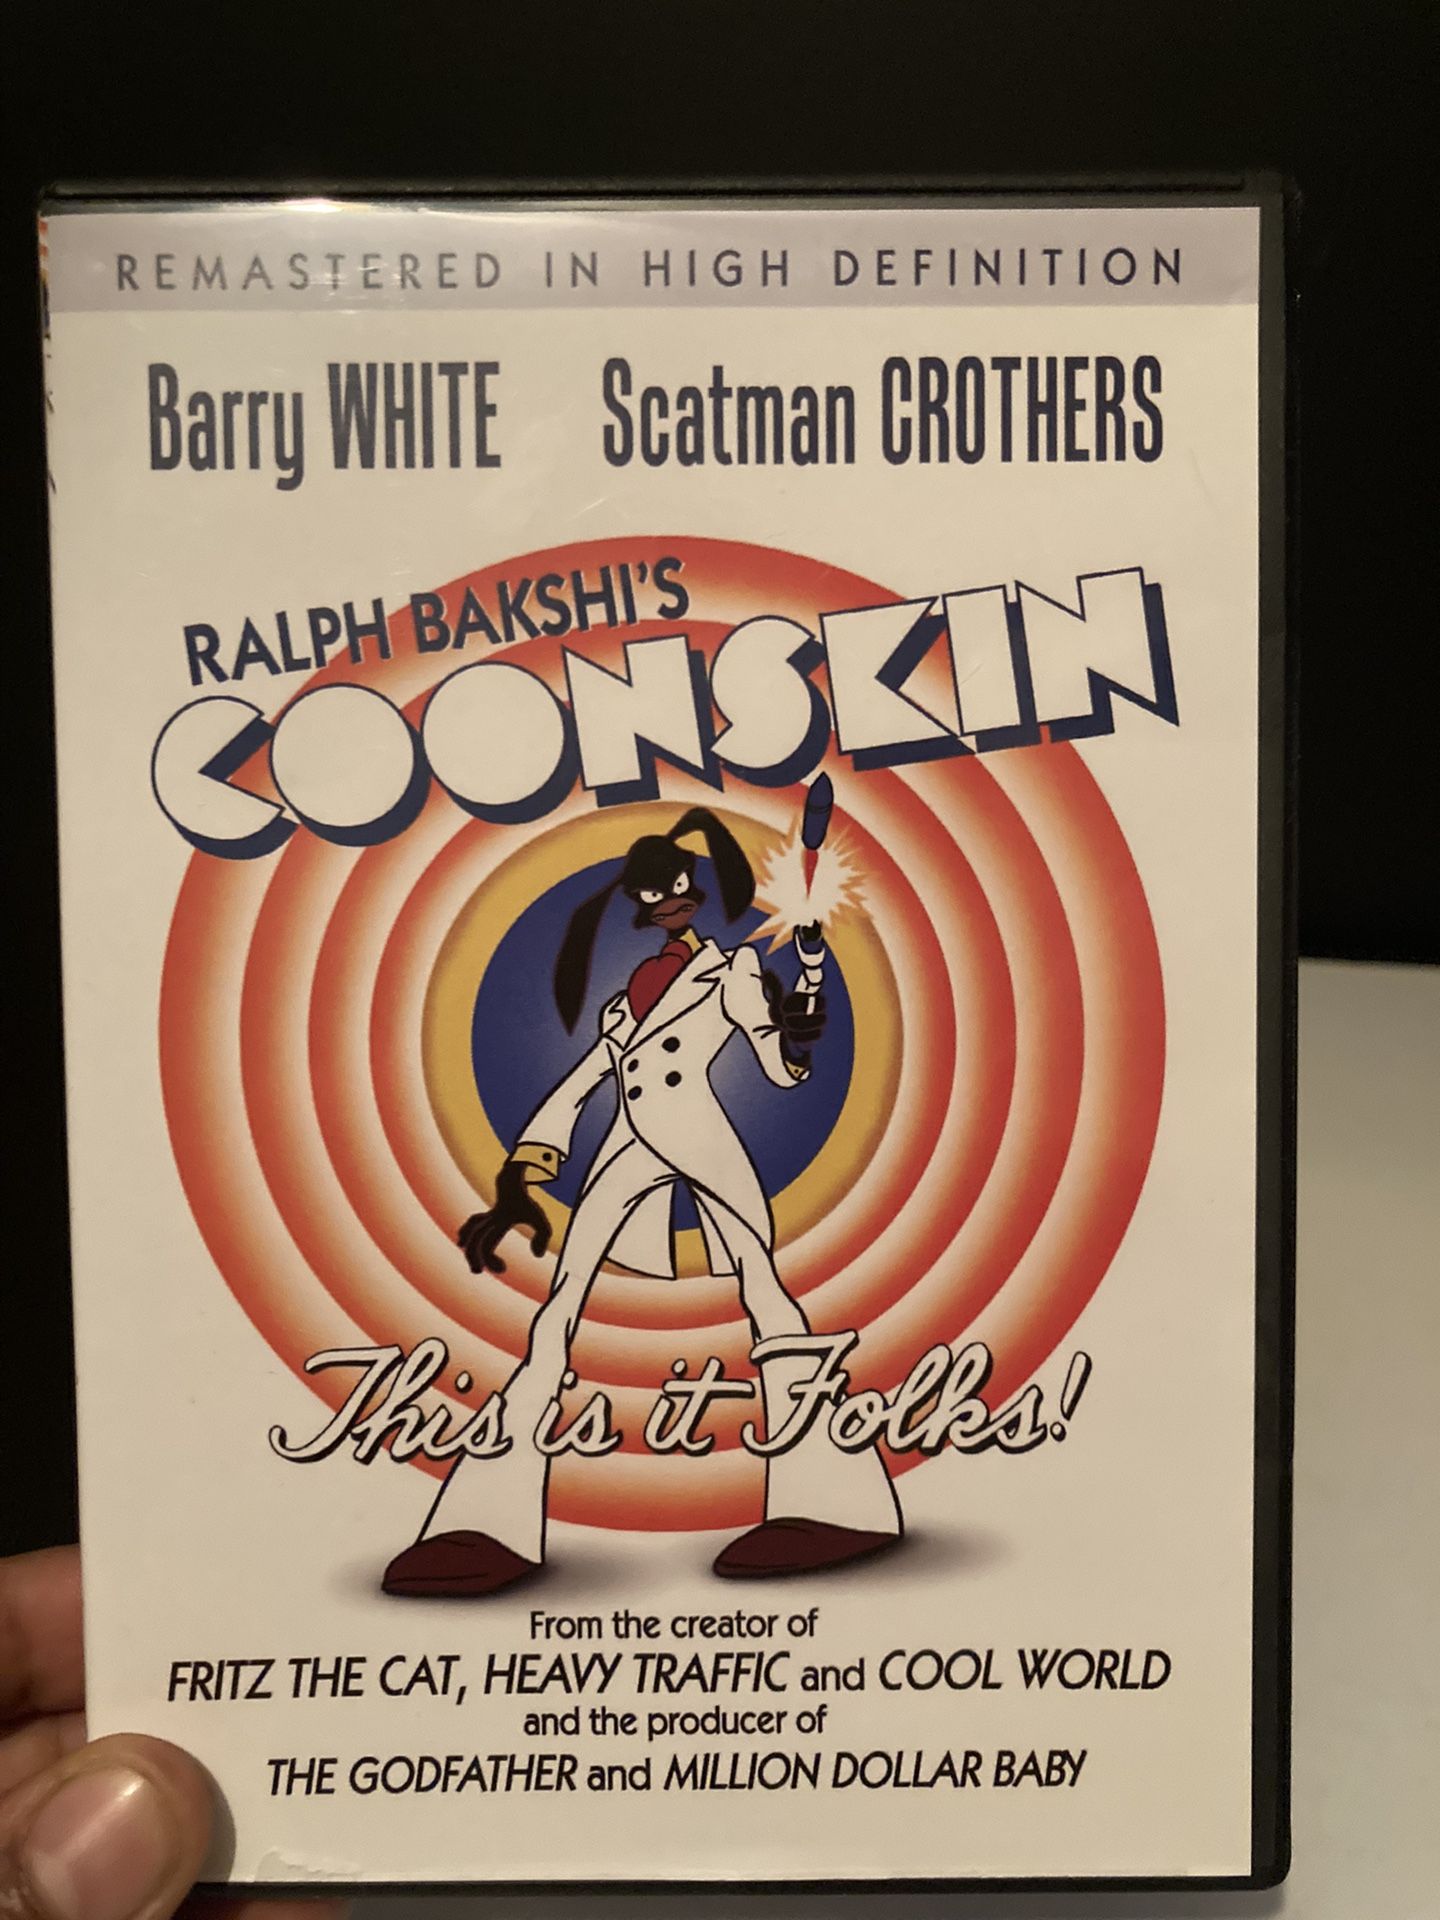 REMASTERED IN HIGH DEFINITION
Barry WHITE Scatman CROTHERS
RALPH BAKSHI'S
COONSKIN
This is it Folks!
From the creator of
FRITZ THE CAT, HEAVY TRAFFIC and COOL WORLD
and the producer of
THE GODFATHER and MILLION DOLLAR BABY